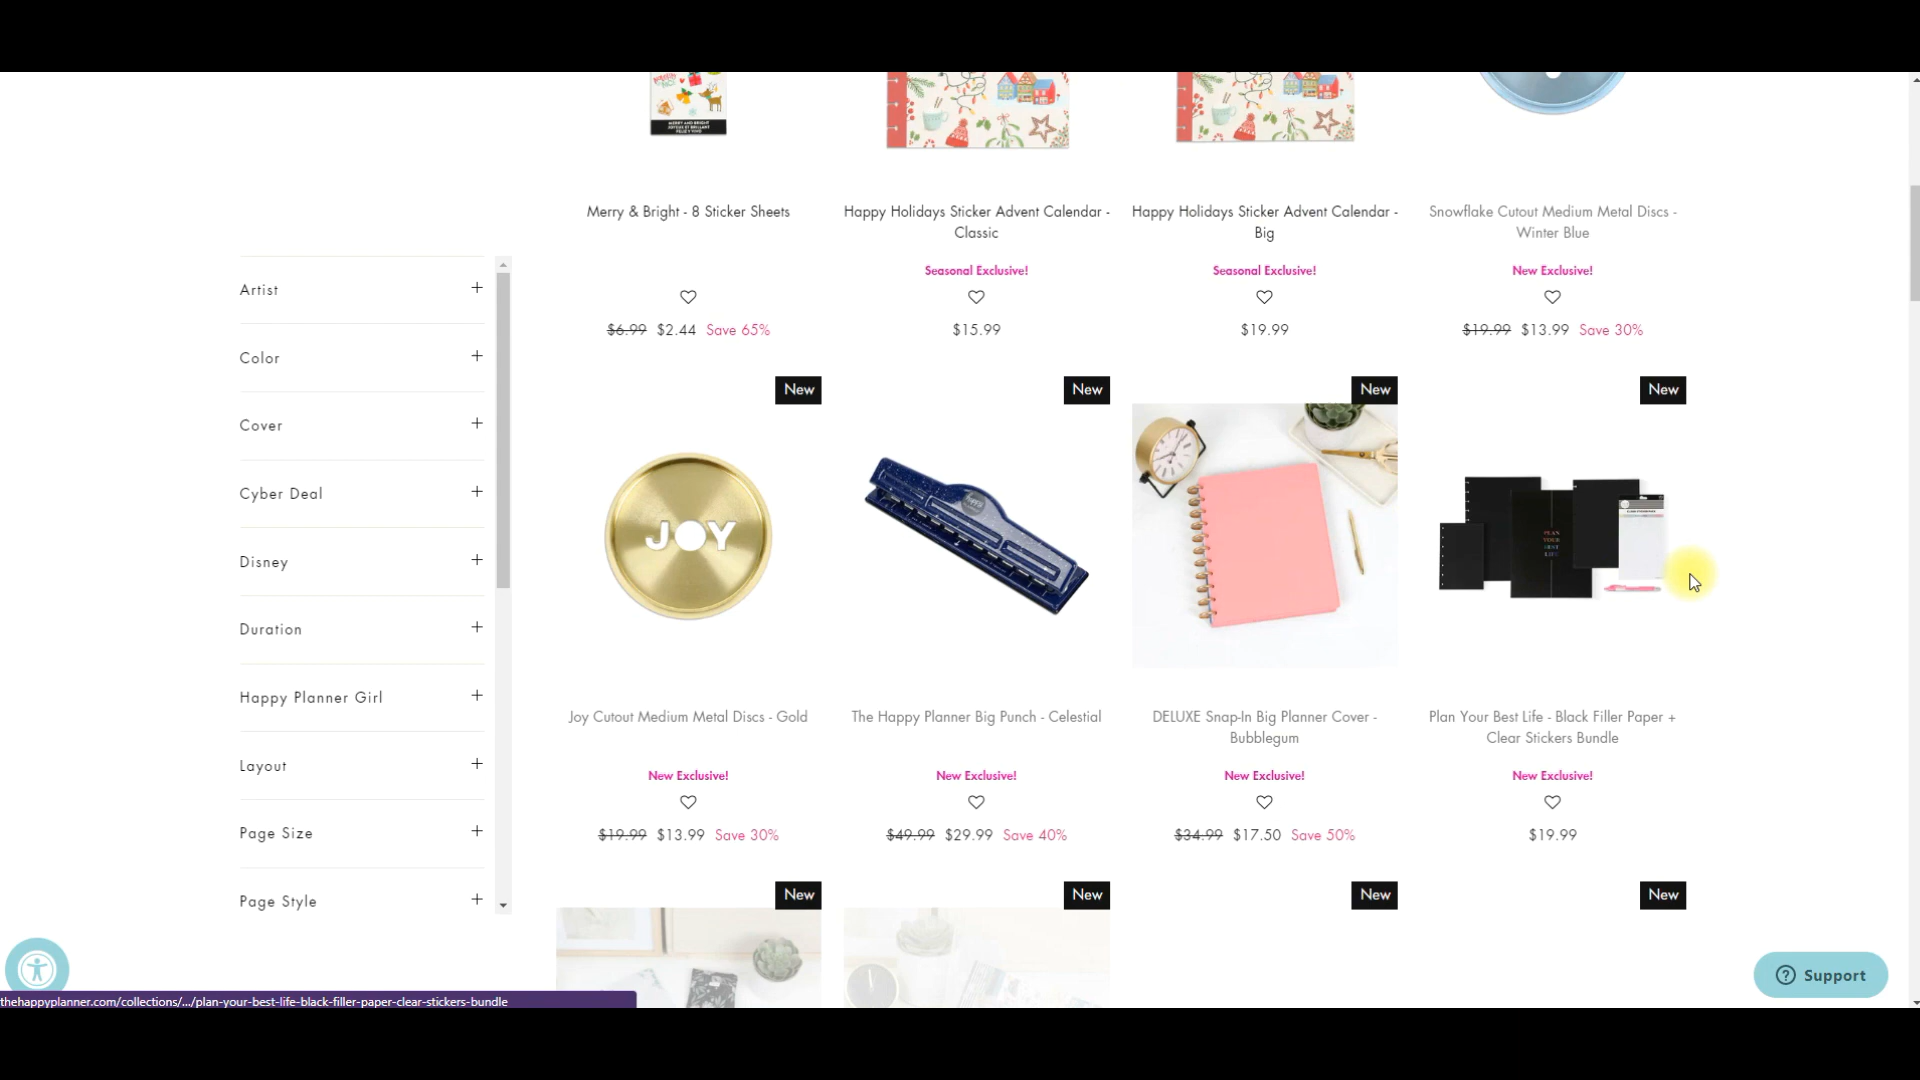 MERRY AND BRIGHT
Merry & Bright - 8 Sticker Sheets
Happy Holidays Sticker Advent Calendar -
Classic
Happy Holidays Sticker Advent Calendar -
Big
Snowflake Cutout Medium Metal Discs -
Winter Blue
Seasonal Exclusive!
Seasonal Exclusive!
New Exclusive!
$6.99 $2.44 Save 65%
$15.99
$19.99
$19.99 $13.99 Save 30%
Artist +
Color +
Cover +
Cyber Deal +
Disney +
Duration +
Happy Planner Girl +
Layout +
Page Size +
Page Style +
New
New
New
New
JOY
PLAN
YOUR
BEST
LIFE
Joy Cutout Medium Metal Discs - Gold
The Happy Planner Big Punch - Celestial
DELUXE Snap-In Big Planner Cover -
Bubblegum
Plan Your Best Life - Black Filler Paper +
Clear Stickers Bundle
New Exclusive!
New Exclusive!
New Exclusive!
New Exclusive!
$19.99 $13.99 Save 30%
$49.99 $29.99 Save 40%
$34.99 $17.50 Save 50%
$19.99
New
New
New
New
Support
thehappyplanner.com/collections/.../plan-your-best-life-black-filler-paper-clear-stickers-bundle